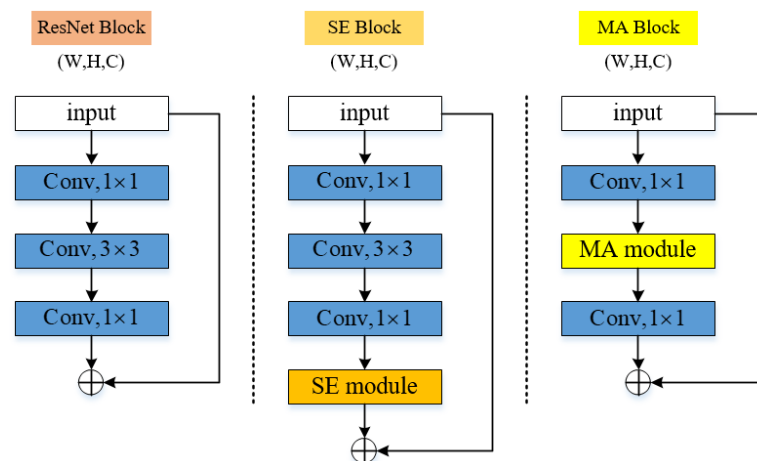 ResNet Block
(W,H,C)
input
Conv,1×1
Conv,3×3
Conv,1×1
SE Block
(W,H,C)
input
Conv,1×1
Conv,3×3
Conv,1×1
SE module
MA Block
(W,H,C)
input
Conv,1×1
MA module
Conv,1×1